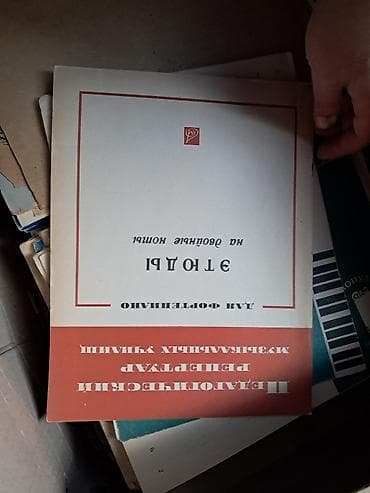 Педагогический
репертуар
музыкальных училищ
для фортепиано
ЭТЮДЫ
на двойные ноты